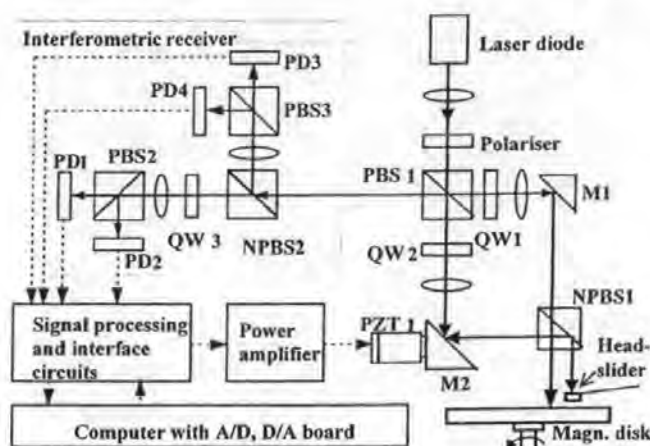 Interferometric receiver
Laser diode
PD3
PD4
PBS3
Polariser
PD1
PBS2
PBS 1
M1
PD2
QW 3
NPBS2
QW 2
QW1
NPBS1
Signal processing
and interface
circuits
Power
amplifier
PZT 1
M2
Head-
slider
Computer with A/D, D/A board
Magn. disk